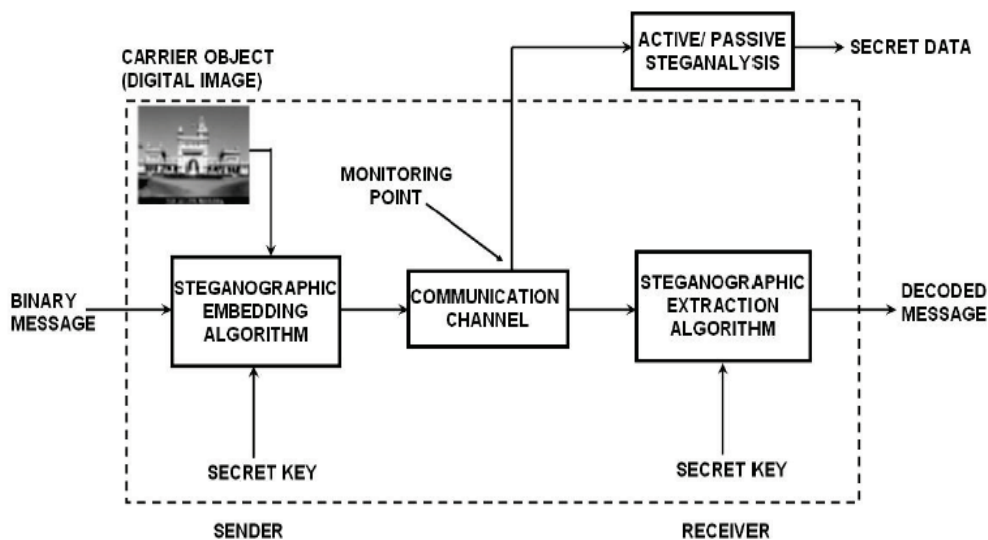 ACTIVE/ PASSIVE
STEGANALYSIS
SECRET DATA
CARRIER OBJECT
(DIGITAL IMAGE)
MONITORING
POINT
BINARY
MESSAGE
STEGANOGRAPHIC
EMBEDDING
ALGORITHM
COMMUNICATION
CHANNEL
STEGANOGRAPHIC
EXTRACTION
ALGORITHM
DECODED
MESSAGE
SECRET KEY
SECRET KEY
SENDER
RECEIVER